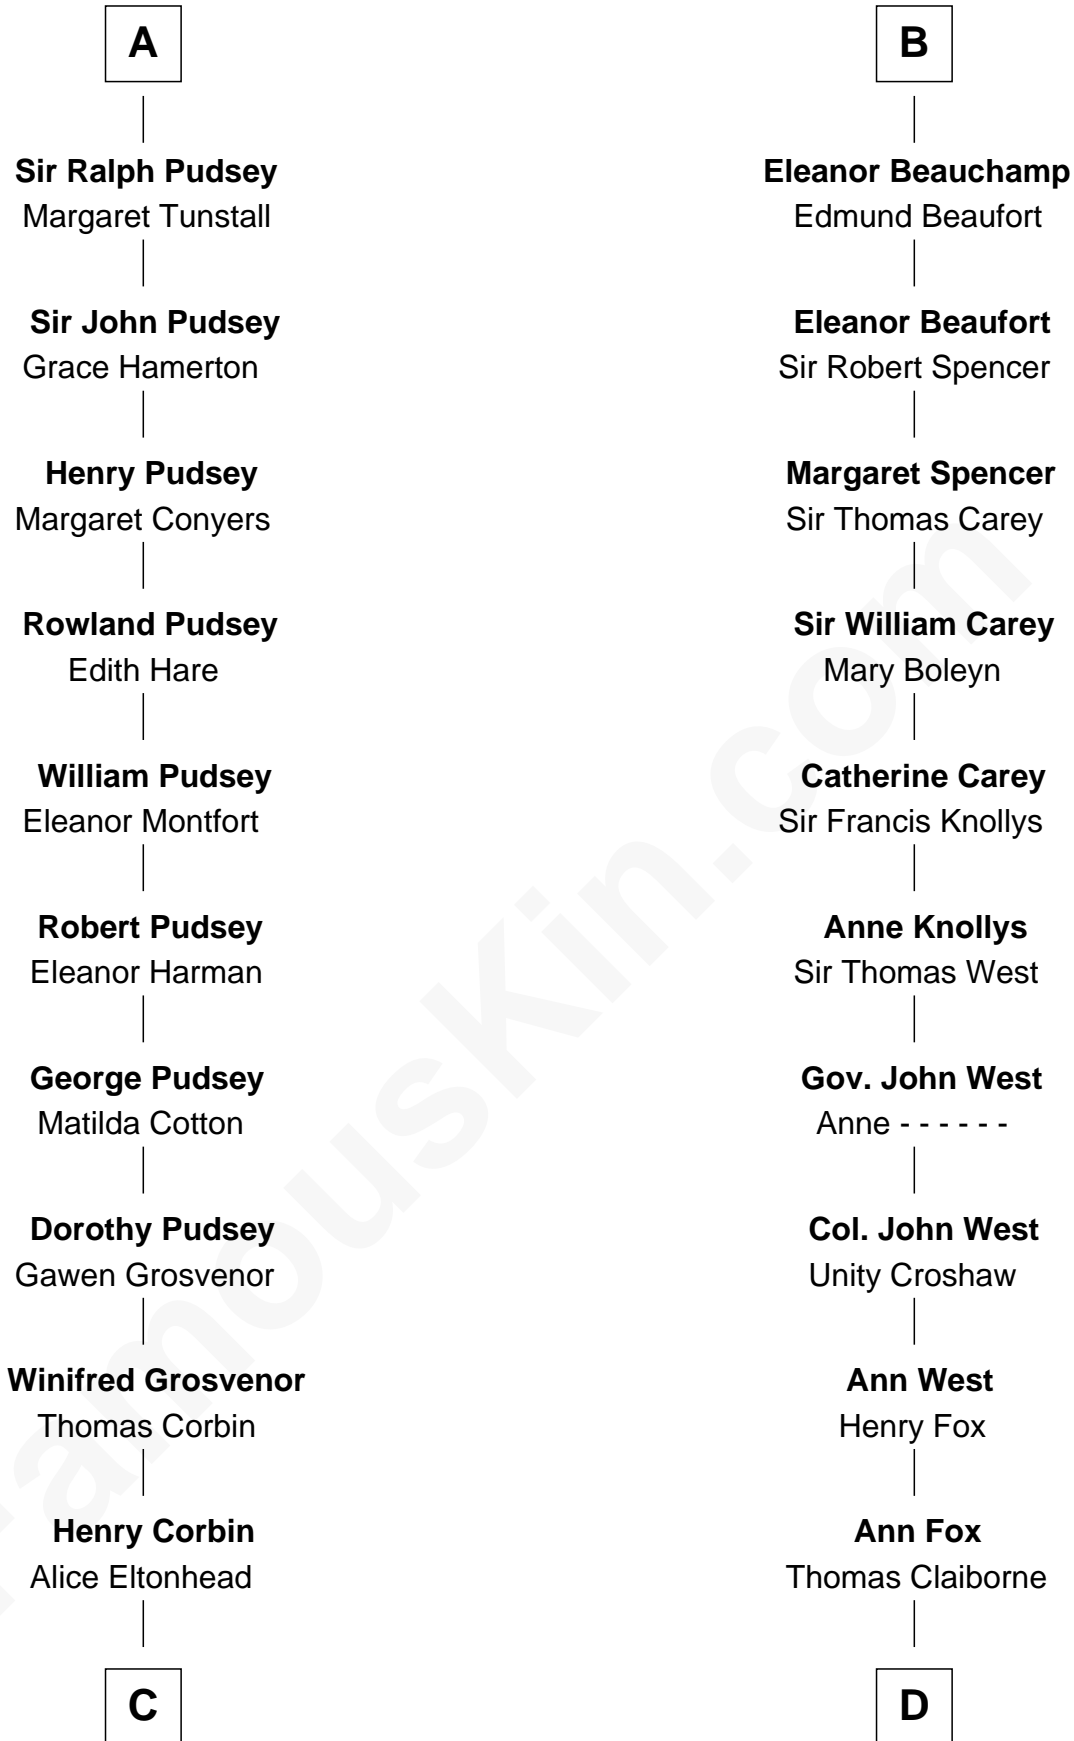 A
Sir Ralph Pudsey
Margaret Tunstall
Sir John Pudsey
Grace Hamerton
Henry Pudsey
Margaret Conyers
Rowland Pudsey
Edith Hare
William Pudsey
Eleanor Montfort
Robert Pudsey
Eleanor Harman
George Pudsey
Matilda Cotton
Dorothy Pudsey
Gawen Grosvenor
Winifred Grosvenor
Thomas Corbin
Henry Corbin
Alice Eltonhead
C
B
Eleanor Beauchamp
Edmund Beaufort
Eleanor Beaufort
Sir Robert Spencer
Margaret Spencer
Sir Thomas Carey
Sir William Carey
Mary Boleyn
Catherine Carey
Sir Francis Knollys
Anne Knollys
Sir Thomas West
Gov. John West
Anne - - - - - -
Col. John West
Unity Croshaw
Ann West
Henry Fox
Ann Fox
Thomas Claiborne
D
FamousKin.com